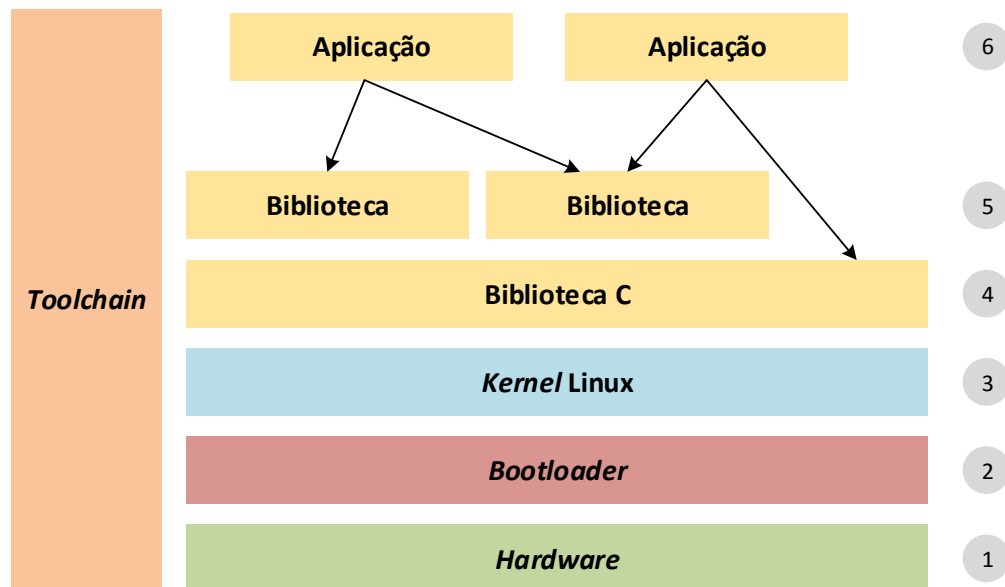 Aplicação
Aplicação
6
Biblioteca
Biblioteca
5
Toolchain
Biblioteca C
4
Kernel Linux
3
Bootloader
2
Hardware
1